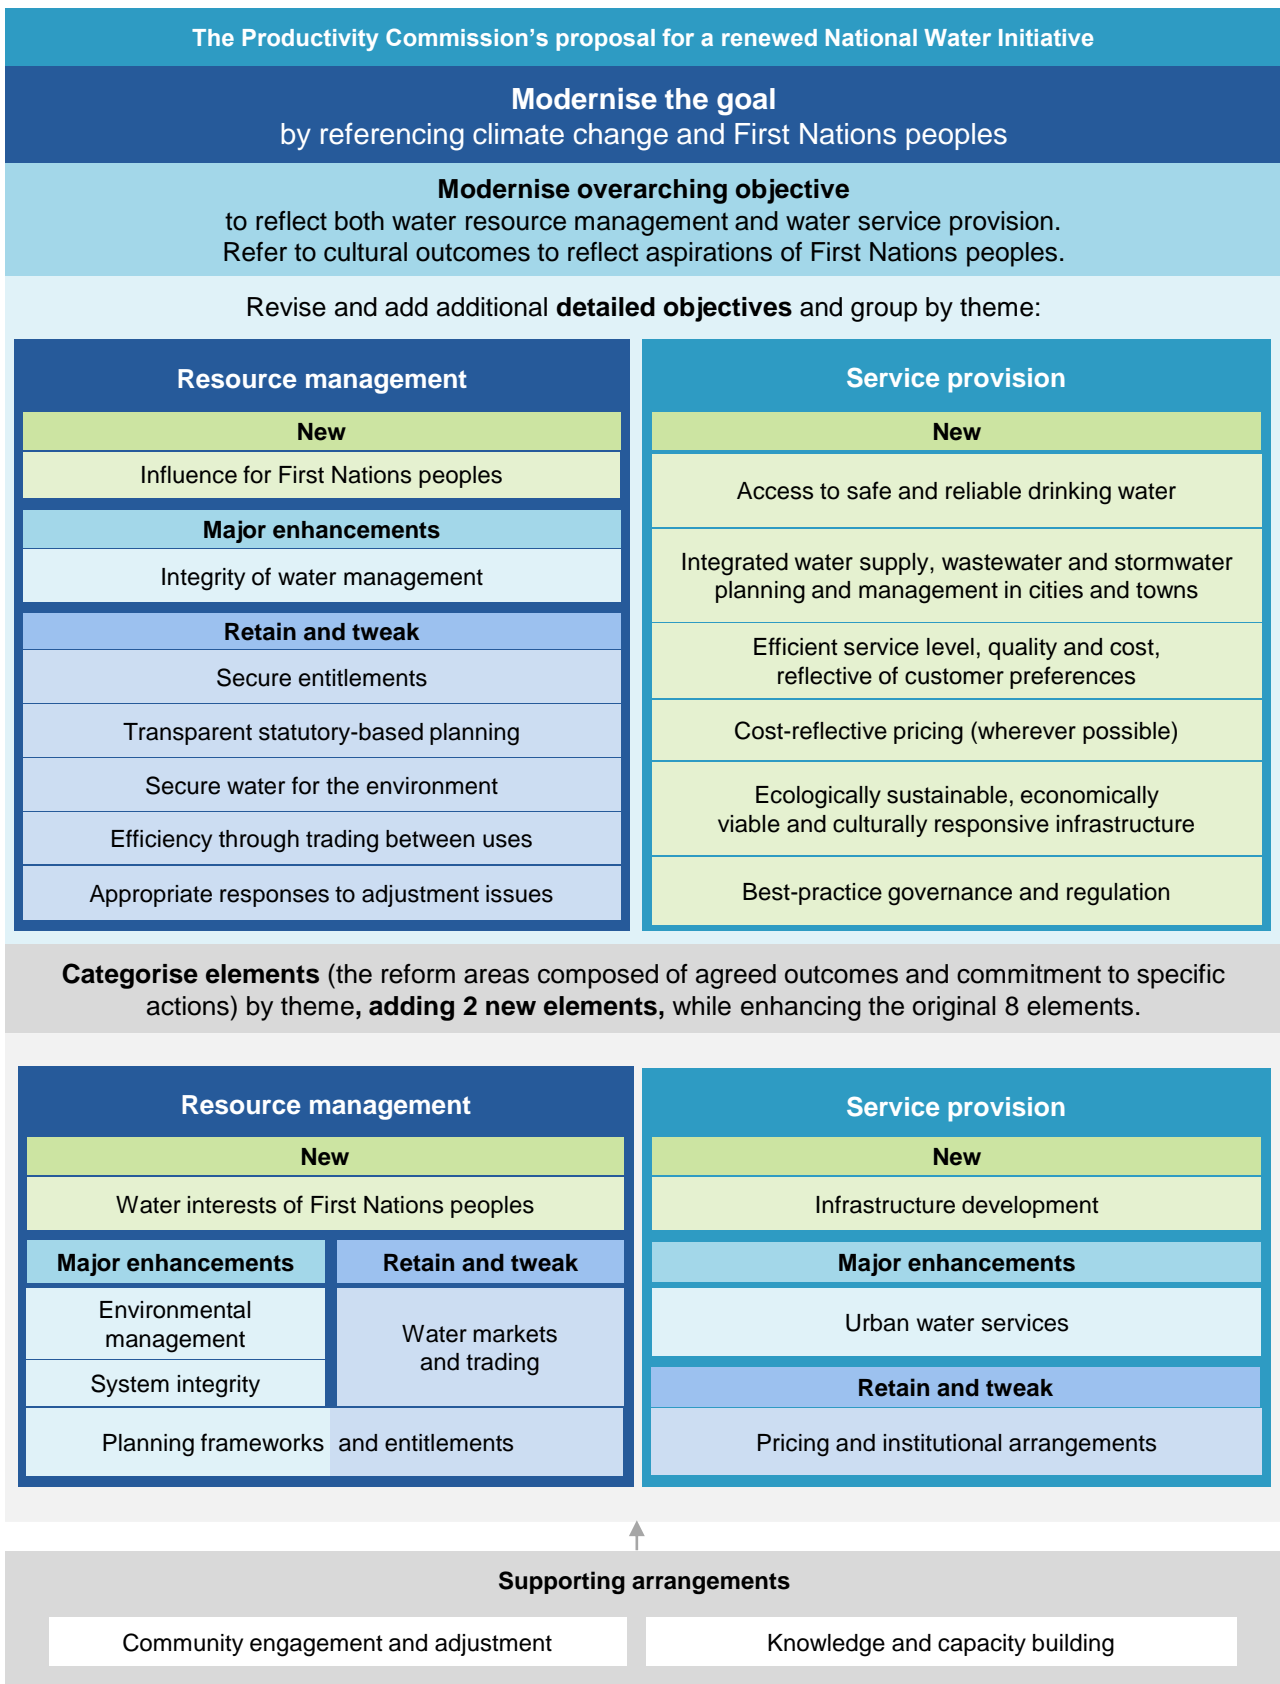 The Productivity Commission’s proposal for a renewed National Water Initiative
Modernise the goal
by referencing climate change and First Nations peoples
Modernise overarching objective
to reflect both water resource management and water service provision.
Refer to cultural outcomes to reflect aspirations of First Nations peoples.
Revise and add additional detailed objectives and group by theme:
Resource management
New
Influence for First Nations peoples
Major enhancements
Integrity of water management
Retain and tweak
Secure entitlements
Transparent statutory-based planning
Secure water for the environment
Efficiency through trading between uses
Appropriate responses to adjustment issues
Service provision
New
Access to safe and reliable drinking water
Integrated water supply, wastewater and stormwater
planning and management in cities and towns
Efficient service level, quality and cost,
reflective of customer preferences
Cost-reflective pricing (wherever possible)
Ecologically sustainable, economically
viable and culturally responsive infrastructure
Best-practice governance and regulation
Categorise elements (the reform areas composed of agreed outcomes and commitment to specific
actions) by theme, adding 2 new elements, while enhancing the original 8 elements.
Resource management
New
Water interests of First Nations peoples
Major enhancements
Environmental
management
System integrity
Retain and tweak
Water markets
and trading
Planning frameworks and entitlements
Service provision
New
Infrastructure development
Major enhancements
Urban water services
Retain and tweak
Pricing and institutional arrangements
Supporting arrangements
Community engagement and adjustment
Knowledge and capacity building